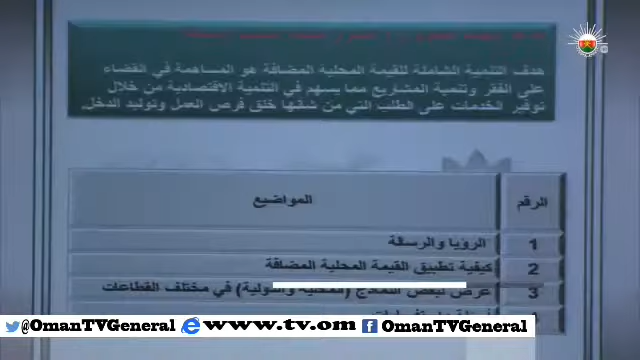 هدف التنمية الشاملة للقيمة المحلية المضافة هو المساهمة في القضاء
على الفقر وتنمية المشاريع مما يسهم في التنمية الاقتصادية من خلال
توفير الخدمات على الطلب التي من شأنها خلق فرص العمل وتوليد الدخل.
الرقم المواضيع
1 الرؤيا والرسالة
2 كيفية تطبيق القيمة المحلية المضافة
3 عرض لبعض النماذج (المحلية والدولية) في مختلف القطاعات
@OmanTVGeneral www.tv.om OmanTVGeneral